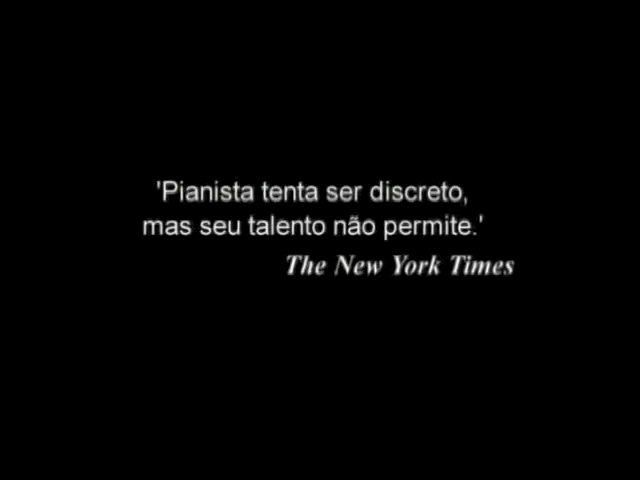 'Pianista tenta ser discreto,
mas seu talento não permite.'
The New York Times